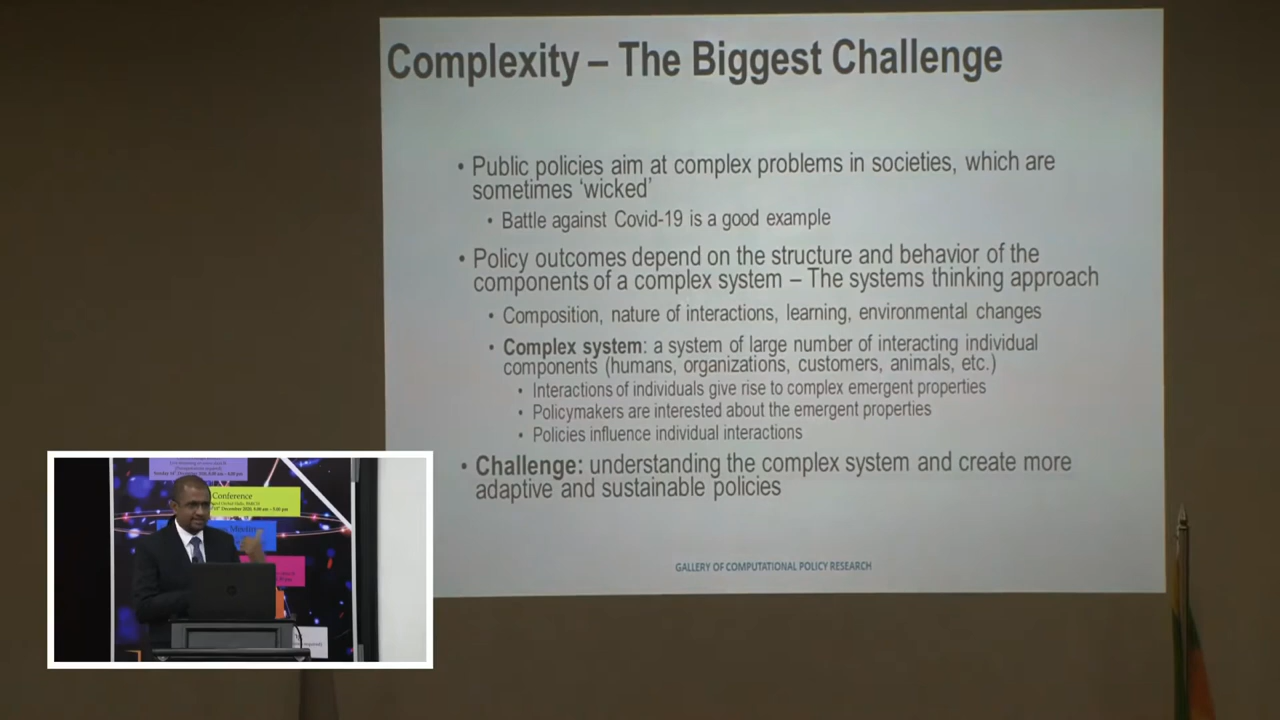 Complexity – The Biggest Challenge
• Public policies aim at complex problems in societies, which are
sometimes 'wicked'
• Battle against Covid-19 is a good example
• Policy outcomes depend on the structure and behavior of the
components of a complex system – The systems thinking approach
• Composition, nature of interactions, learning, environmental changes
• Complex system: a system of large number of interacting individual
components (humans, organizations, customers, animals, etc.)
• Interactions of individuals give rise to complex emergent properties
• Policymakers are interested about the emergent properties
• Policies influence individual interactions
• Challenge: understanding the complex system and create more
adaptive and sustainable policies
GALLERY OF COMPUTATIONAL POLICY RESEARCH
Conference